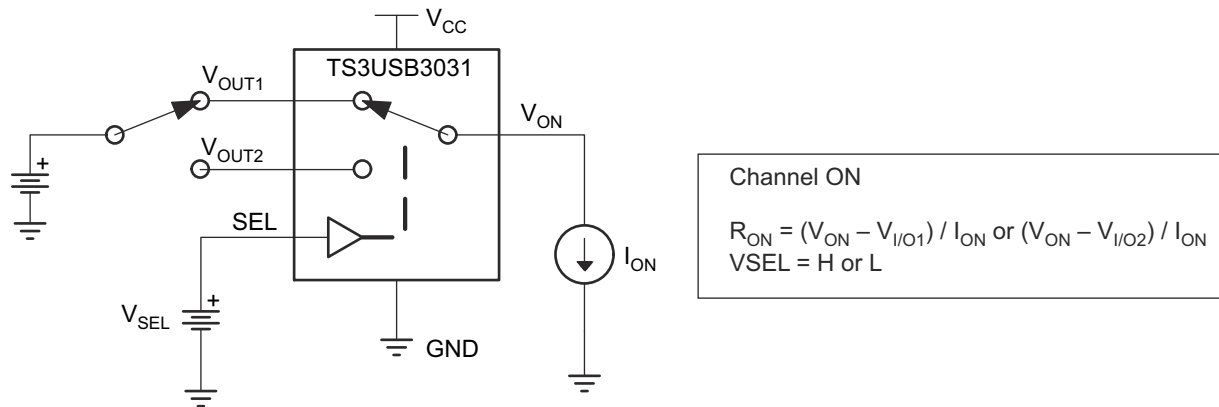 V_CC
TS3USB3031
V_OUT1
V_ON
V_OUT2
SEL
+
+
I_ON
V_SEL
GND
Channel ON
R_ON = (V_ON – V_I/O1) / I_ON or (V_ON – V_I/O2) / I_ON
VSEL = H or L